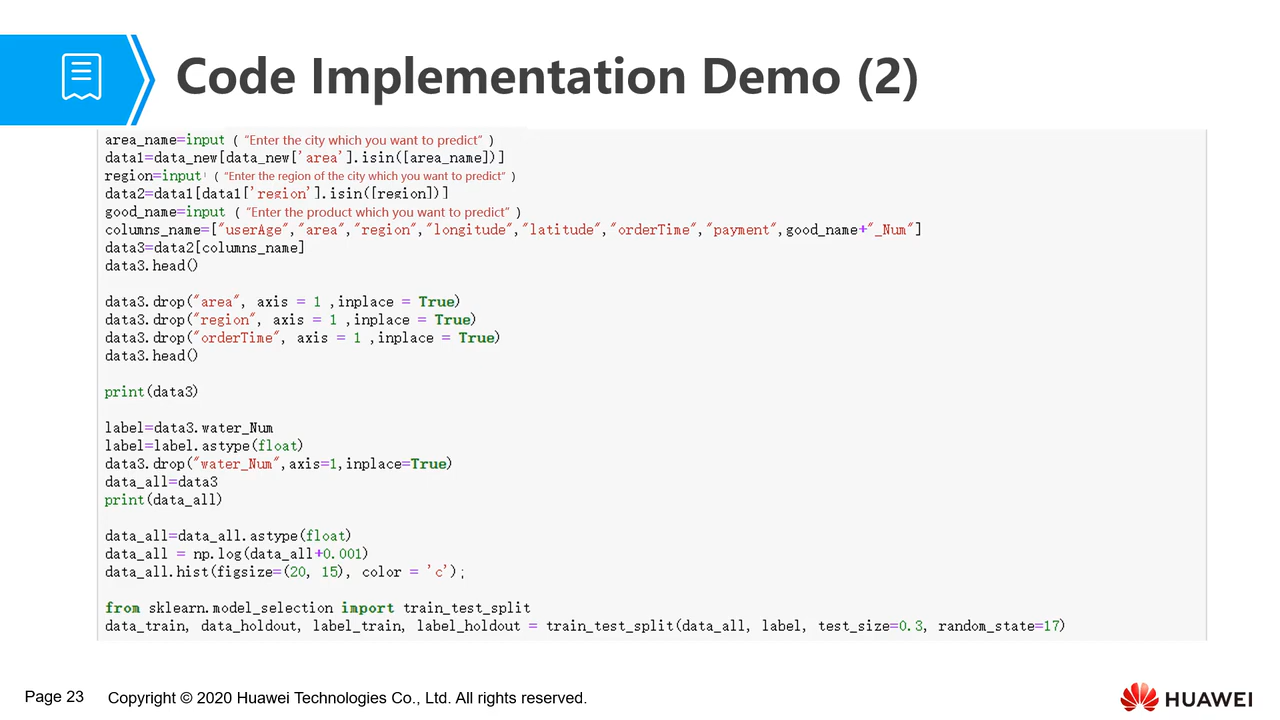 Code Implementation Demo (2)
area_name=input ( “Enter the city which you want to predict” )
data1=data_new[data_new['area'].isin([area_name])]
region=input ( “Enter the region of the city which you want to predict” )
data2=data1[data1['region'].isin([region])]
good_name=input ( “Enter the product which you want to predict” )
columns_name=["userAge","area","region","longitude","latitude","orderTime","payment",good_name+"_Num"]
data3=data2[columns_name]
data3.head()
data3.drop("area", axis = 1 ,inplace = True)
data3.drop("region", axis = 1 ,inplace = True)
data3.drop("orderTime", axis = 1 ,inplace = True)
data3.head()
print(data3)
label=data3.water_Num
label=label.astype(float)
data3.drop("water_Num",axis=1,inplace=True)
data_all=data3
print(data_all)
data_all=data_all.astype(float)
data_all = np.log(data_all+0.001)
data_all.hist(figsize=(20, 15), color = 'c');
from sklearn.model_selection import train_test_split
data_train, data_holdout, label_train, label_holdout = train_test_split(data_all, label, test_size=0.3, random_state=17)
Page 23 Copyright © 2020 Huawei Technologies Co., Ltd. All rights reserved.
HUAWEI